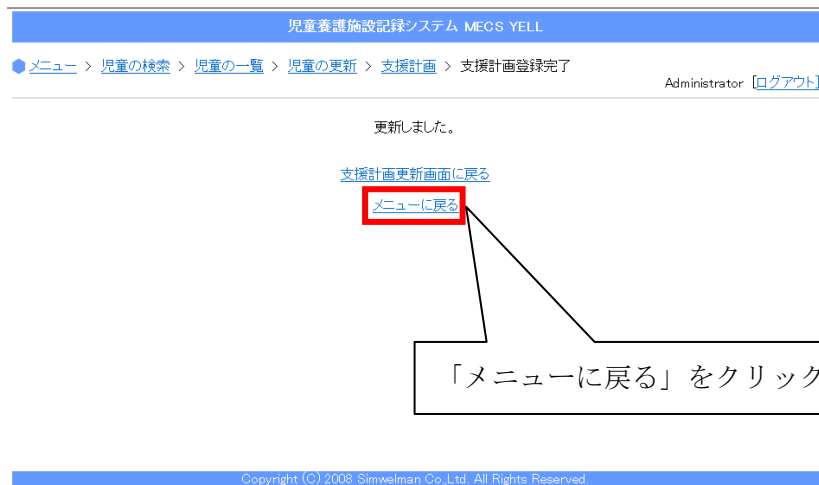 児童養護施設記録システム MECS YELL
メニュー > 児童の検索 > 児童の一覧 > 児童の更新 > 支援計画 > 支援計画登録完了
Administrator [ログアウト]
更新しました。
支援計画更新画面に戻る
メニューに戻る
「メニューに戻る」をクリック
Copyright (C) 2008 Simwelman Co.,Ltd. All Rights Reserved.